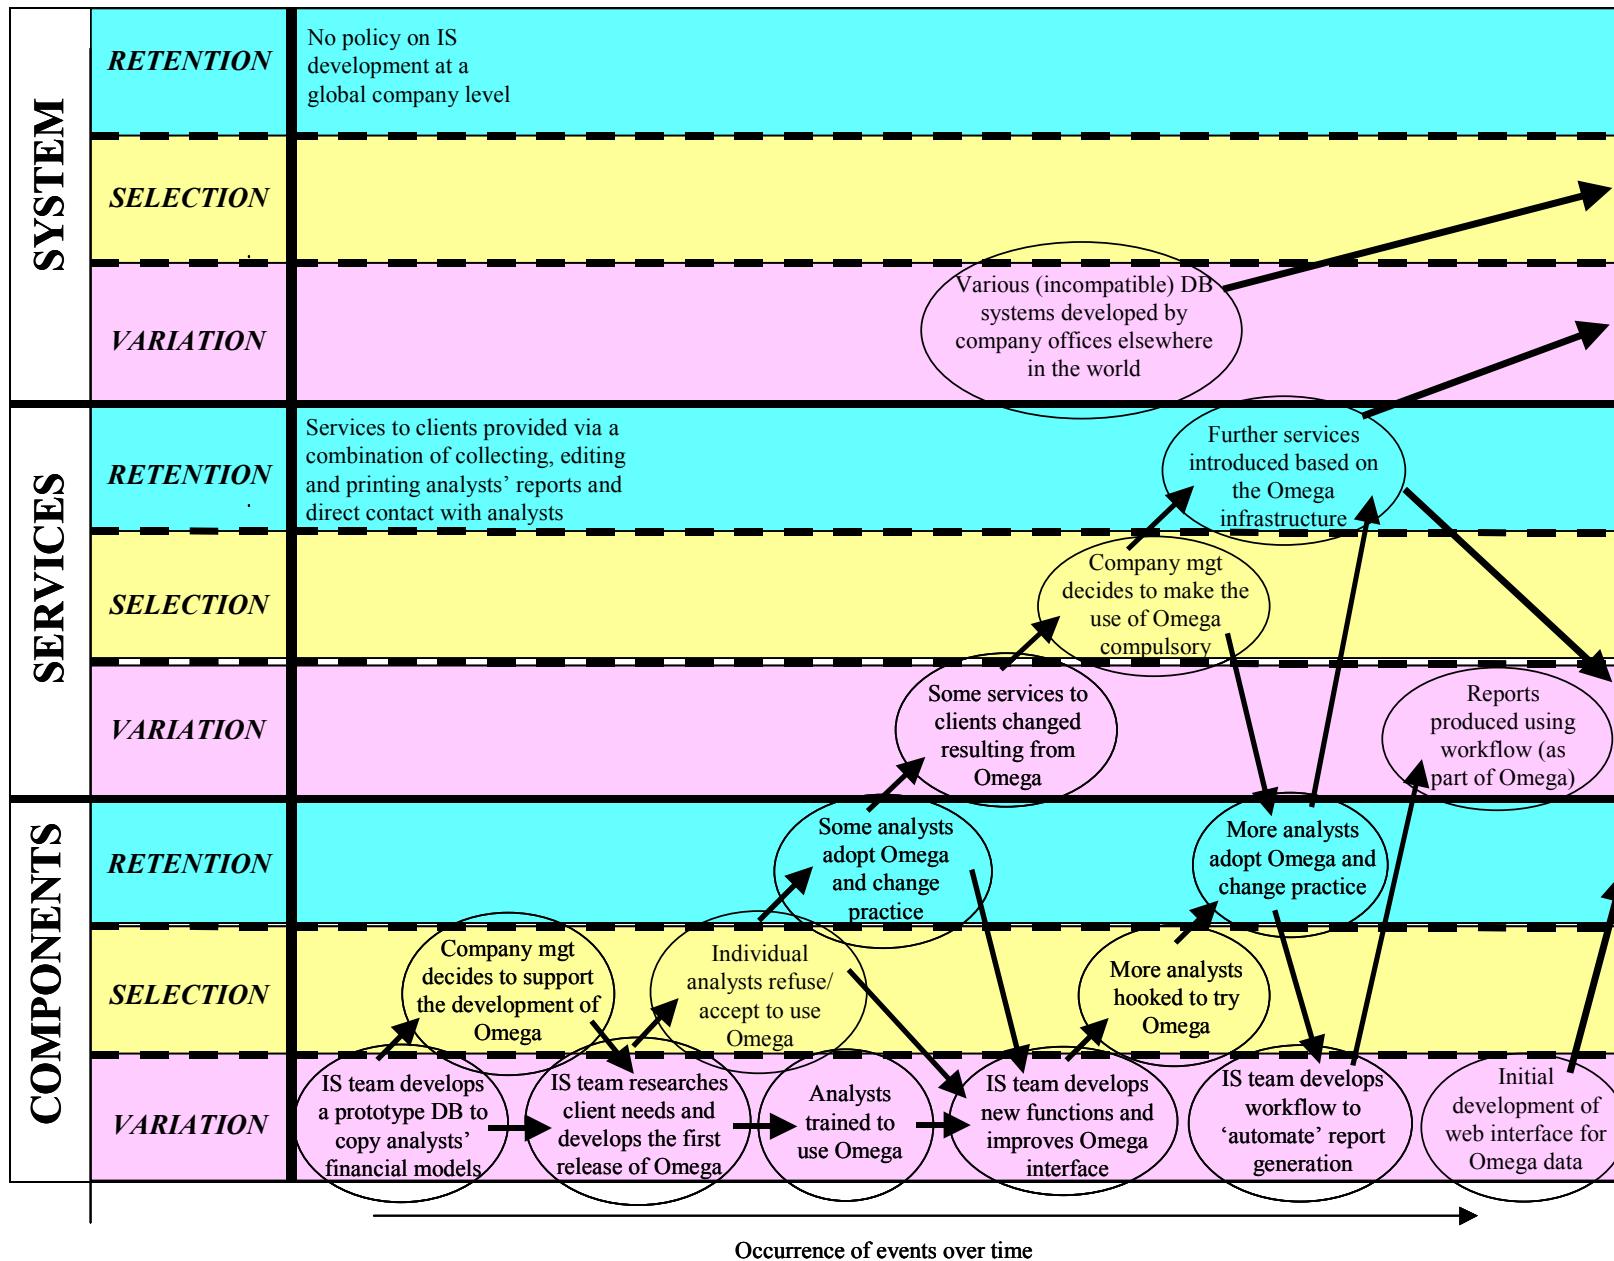 SYSTEM
RETENTION
No policy on IS
development at a
global company level
SELECTION
VARIATION
Various (incompatible) DB
systems developed by
company offices elsewhere
in the world
SERVICES
RETENTION
Services to clients provided via a
combination of collecting, editing
and printing analysts’ reports and
direct contact with analysts
Further services
introduced based on
the Omega
infrastructure
SELECTION
Company mgt
decides to make the
use of Omega
compulsory
VARIATION
Some services to
clients changed
resulting from
Omega
Reports
produced using
workflow (as
part of Omega)
COMPONENTS
RETENTION
Some analysts
adopt Omega
and change
practice
More analysts
adopt Omega and
change practice
SELECTION
Company mgt
decides to support
the development of
Omega
Individual
analysts refuse/
accept to use
Omega
More analysts
hooked to try
Omega
VARIATION
IS team develops
a prototype DB to
copy analysts’
financial models
IS team researches
client needs and
develops the first
release of Omega
Analysts
trained to
use Omega
IS team develops
new functions and
improves Omega
interface
IS team develops
workflow to
‘automate’ report
generation
Initial
development of
web interface for
Omega data
Occurrence of events over time